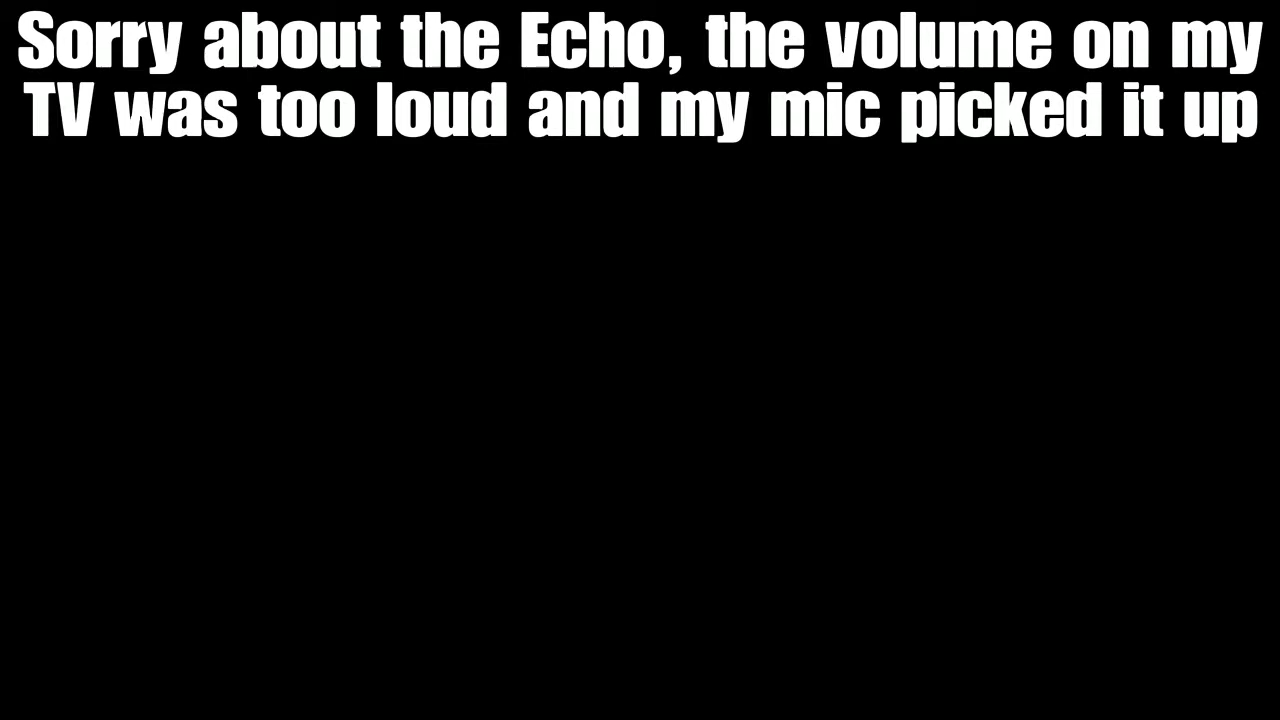 Sorry about the Echo, the volume on my
TV was too loud and my mic picked it up